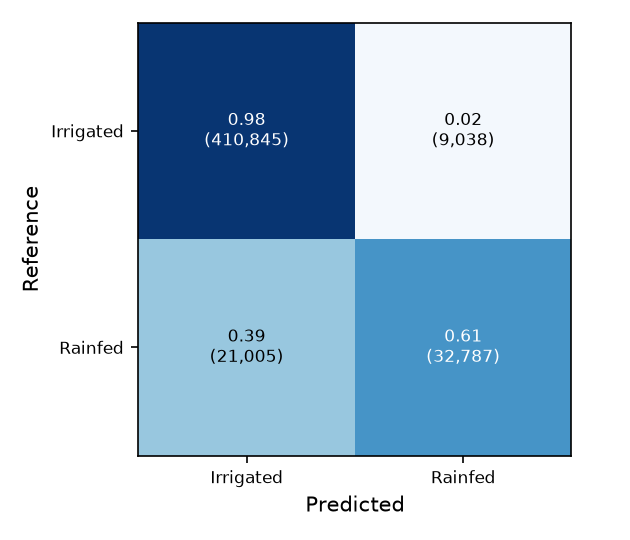 Reference
Irrigated
0.98
(410,845)
0.02
(9,038)
Rainfed
0.39
(21,005)
0.61
(32,787)
Irrigated
Rainfed
Predicted